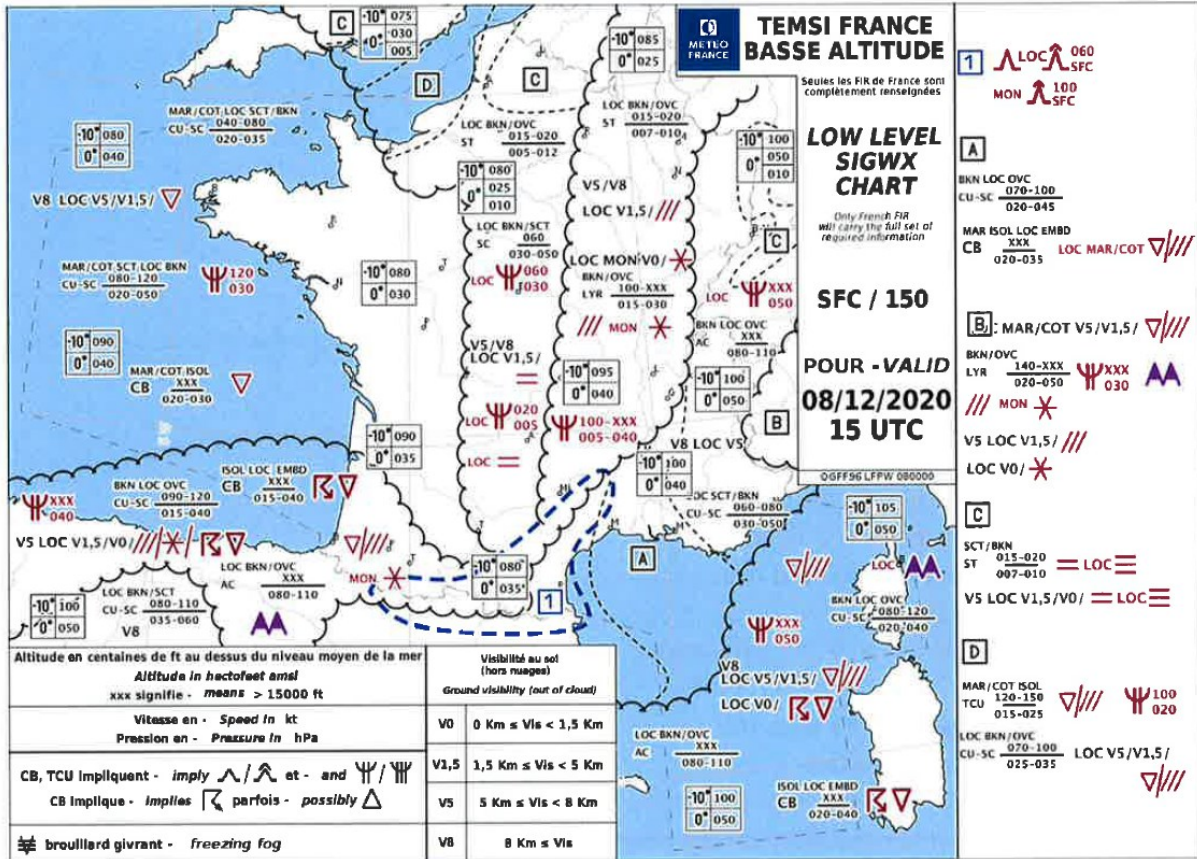 METEO
FRANCE
TEMSI FRANCE
BASSE ALTITUDE
Seules les FIR de France sont
complètement renseignées
LOW LEVEL
SIGWX
CHART
Only French FIR
will carry the full set of
required information
SFC / 150
POUR - VALID
08/12/2020
15 UTC
QGFF96 LFPW 080000
C
-10° 075
0° 030
005
D
C
-10° 085
0° 025
MAR/COT LOC SCT/BKN
CU-SC 040-080
020-035
-10° 080
0° 040
LOC BKN/OVC
ST 015-020
005-012
LOC BKN/OVC
ST 015-020
007-010
-10° 100
0° 050
010
-10° 080
025
010
V8 LOC V5/V1,5/
V5/V8
LOC V1,5/
LOC BKN/SCT
SC 060
030-050
LOC 060
030
LOC MON V0/
BKN/OVC
LYR 100-XXX
015-030
MON
C
LOC XXX
050
MAR/COT SCT LOC BKN
CU-SC 080-120
020-050
120
030
-10° 080
0° 030
BKN LOC OVC
AC XXX
080-110
-10° 090
0° 040
MAR/COT ISOL
CB XXX
020-030
V5/V8
LOC V1,5/
-10° 095
0° 040
-10° 100
0° 050
B
LOC 020
005
100-XXX
005-040
LOC
V8 LOC V5
-10° 090
0° 035
-10° 100
0° 040
ISOL LOC EMBD
CB XXX
015-040
BKN LOC OVC
CU-SC 090-120
015-040
XXX
040
V5 LOC V1,5/V0/
LOC SCT/BKN
CU-SC 060-080
030-050
-10° 105
0° 050
A
LOC
LOC BKN/OVC
AC XXX
080-110
MON
-10° 080
0° 035
1
LOC BKN/SCT
CU-SC 080-110
035-060
V8
-10° 100
0° 050
BKN LOC OVC
CU-SC 080-120
020-040
XXX
050
V8
LOC V5/V1,5/
LOC V0/
LOC BKN/OVC
AC XXX
080-110
ISOL LOC EMBD
CB XXX
020-040
-10° 100
0° 050
Altitude en centaines de ft au dessus du niveau moyen de la mer
Altitude in hectofeet amsl
xxx signifie - means > 15000 ft
Vitesse en - Speed in kt
Pression en - Pressure in hPa
CB, TCU impliquent - imply / et - and /
CB implique - implies parfois - possibly
brouillard givrant - freezing fog
Visibilité au sol
(hors nuages)
Ground visibility (out of cloud)
V0 0 Km ≤ Vis < 1,5 Km
V1,5 1,5 Km ≤ Vis < 5 Km
V5 5 Km ≤ Vis < 8 Km
V8 8 Km ≤ Vis
1 LOC 060
SFC
MON 100
SFC
A
BKN LOC OVC
CU-SC 070-100
020-045
MAR ISOL LOC EMBD
CB XXX
020-035 LOC MAR/COT
B : MAR/COT V5/V1,5/
BKN/OVC
LYR 140-XXX
020-050 XXX
030
MON
V5 LOC V1,5/
LOC V0/
C
SCT/BKN
ST 015-020
007-010 LOC
V5 LOC V1,5/V0/ LOC
D
MAR/COT ISOL
TCU 120-150
015-025 100
020
LOC BKN/OVC
CU-SC 070-100
025-035 LOC V5/V1,5/